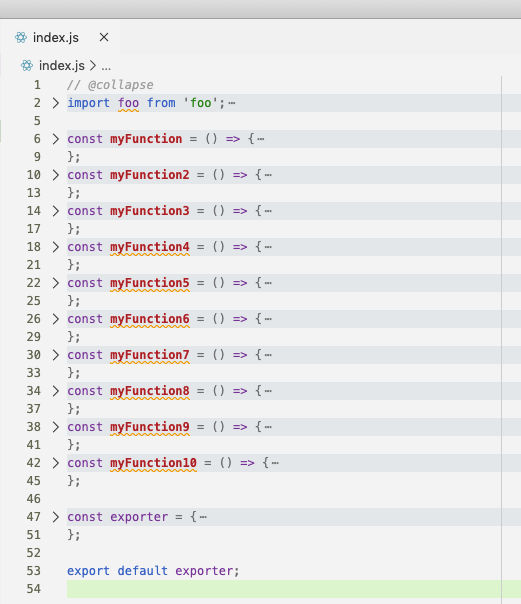 index.js ×
index.js > ...
1 // @collapse
2 > import foo from 'foo';⋯
5
6 > const myFunction = () => {⋯
9 };
10 > const myFunction2 = () => {⋯
13 };
14 > const myFunction3 = () => {⋯
17 };
18 > const myFunction4 = () => {⋯
21 };
22 > const myFunction5 = () => {⋯
25 };
26 > const myFunction6 = () => {⋯
29 };
30 > const myFunction7 = () => {⋯
33 };
34 > const myFunction8 = () => {⋯
37 };
38 > const myFunction9 = () => {⋯
41 };
42 > const myFunction10 = () => {⋯
45 };
46
47 > const exporter = {⋯
51 };
52
53 export default exporter;
54